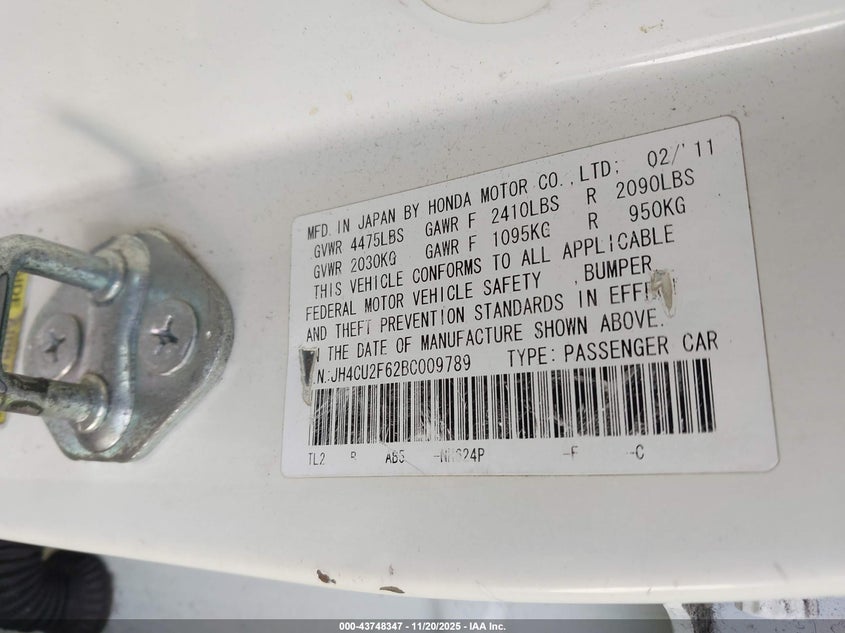 MFD. IN JAPAN BY HONDA MOTOR CO.,LTD; 02/'11
GVWR 4475LBS GAWR F 2410LBS R 2090LBS
GVWR 2030KG GAWR F 1095KG R 950KG
THIS VEHICLE CONFORMS TO ALL APPLICABLE
FEDERAL MOTOR VEHICLE SAFETY ,BUMPER
AND THEFT PREVENTION STANDARDS IN
THE DATE OF MANUFACTURE SHOWN ABOVE.
JH4CU2F62BC009789 TYPE: PASSENGER CAR
TL2 ABS -C
000-43748347 - 11/20/2025 - IAA Inc.